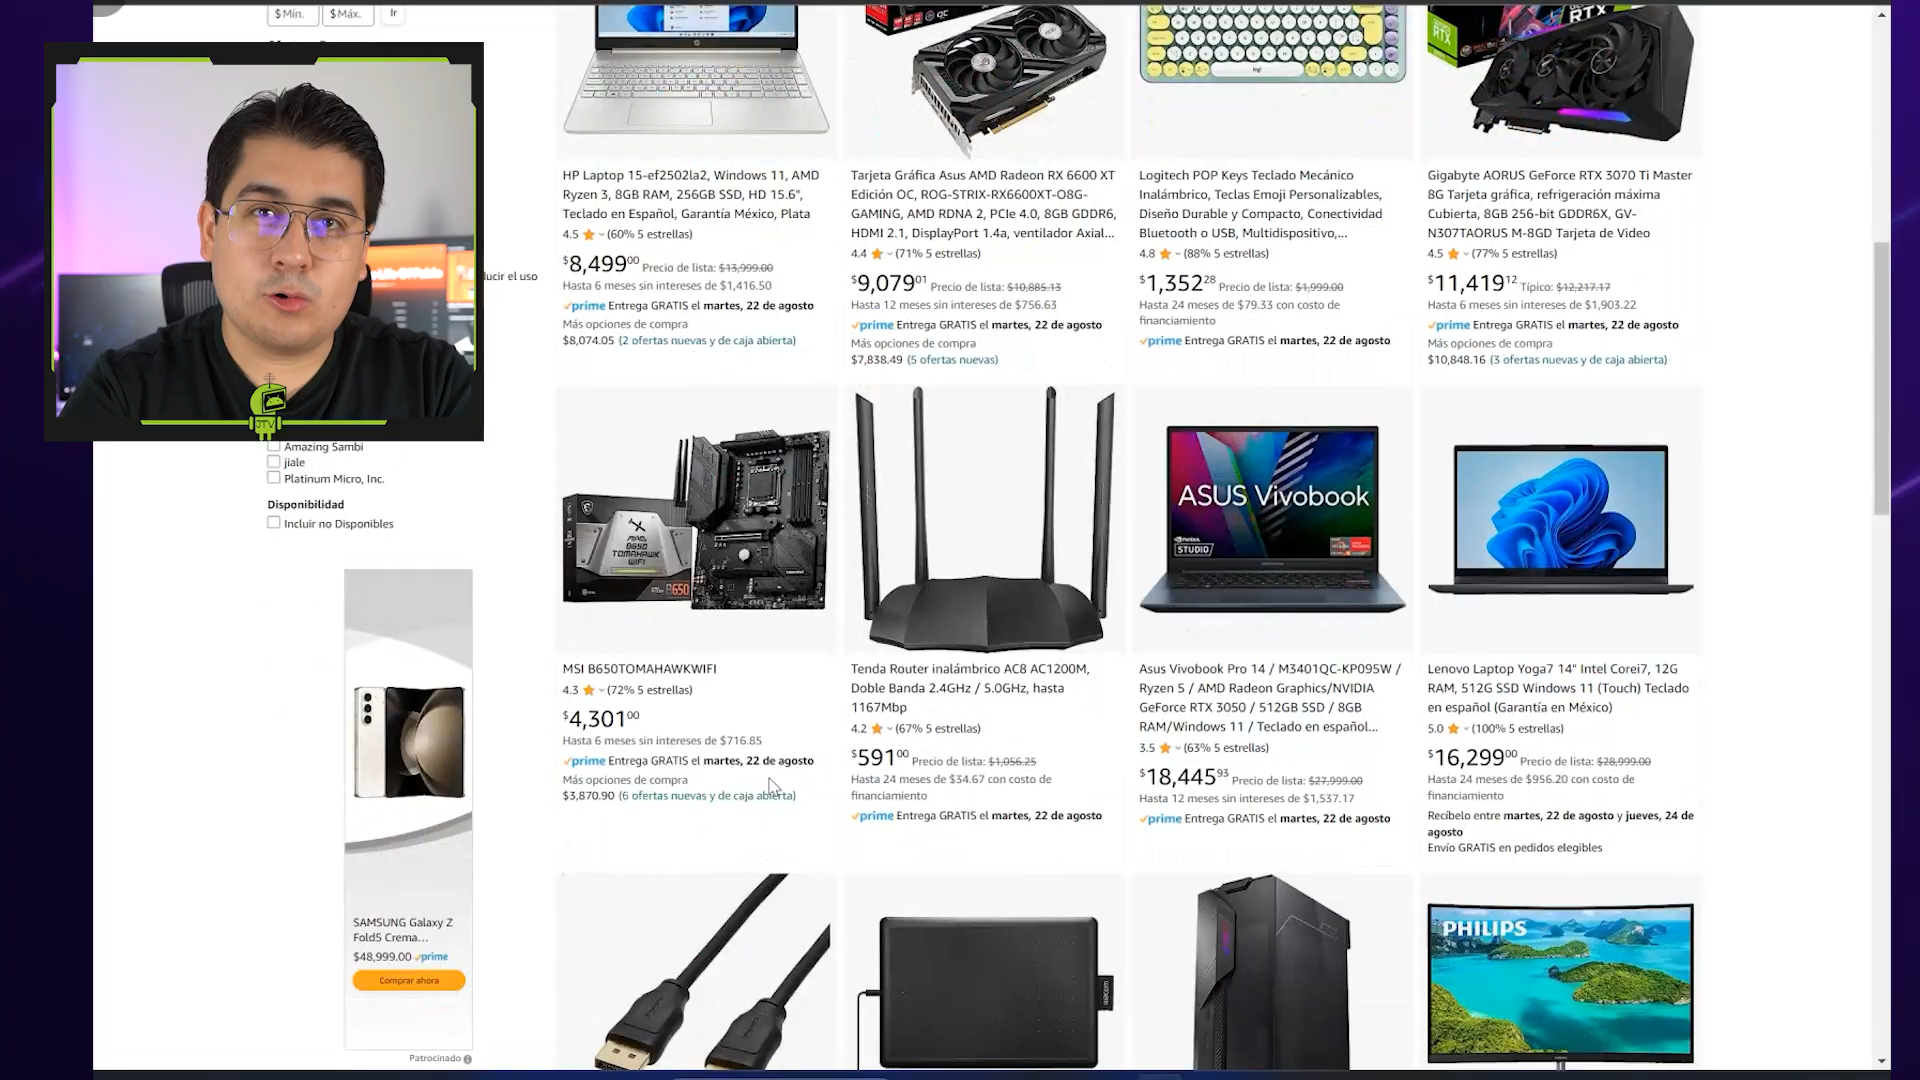 $ Mín.
$ Máx.
Ir
ducir el uso
JTV
Amazing Sambi
jiale
Platinum Micro, Inc.
Disponibilidad
Incluir no Disponibles
SAMSUNG Galaxy Z
Fold5 Crema...
$48,999.00 prime
Comprar ahora
Patrocinado
HP Laptop 15-ef2502la2, Windows 11, AMD
Ryzen 3, 8GB RAM, 256GB SSD, HD 15.6",
Teclado en Español, Garantía México, Plata
4.5 (60% 5 estrellas)
$8,499.00 Precio de lista: $13,999.00
Hasta 6 meses sin intereses de $1,416.50
prime Entrega GRATIS el martes, 22 de agosto
Más opciones de compra
$8,074.05 (2 ofertas nuevas y de caja abierta)
Tarjeta Gráfica Asus AMD Radeon RX 6600 XT
Edición OC, ROG-STRIX-RX6600XT-O8G-
GAMING, AMD RDNA 2, PCIe 4.0, 8GB GDDR6,
HDMI 2.1, DisplayPort 1.4a, ventilador Axial...
4.4 (71% 5 estrellas)
$9,079.01 Precio de lista: $10,885.13
Hasta 12 meses sin intereses de $756.63
prime Entrega GRATIS el martes, 22 de agosto
Más opciones de compra
$7,838.49 (5 ofertas nuevas)
logi
Logitech POP Keys Teclado Mecánico
Inalámbrico, Teclas Emoji Personalizables,
Diseño Durable y Compacto, Conectividad
Bluetooth o USB, Multidispositivo,...
4.8 (88% 5 estrellas)
$1,352.28 Precio de lista: $1,999.00
Hasta 24 meses de $79.33 con costo de
financiamiento
prime Entrega GRATIS el martes, 22 de agosto
RTX
Gigabyte AORUS GeForce RTX 3070 Ti Master
8G Tarjeta gráfica, refrigeración máxima
Cubierta, 8GB 256-bit GDDR6X, GV-
N307TAORUS M-8GD Tarjeta de Video
4.5 (77% 5 estrellas)
$11,419.12 Típico: $12,217.17
Hasta 6 meses sin intereses de $1,903.22
prime Entrega GRATIS el martes, 22 de agosto
Más opciones de compra
$10,848.16 (3 ofertas nuevas y de caja abierta)
MAG
B650
TOMAHAWK
WIFI
B650
MSI B650TOMAHAWKWIFI
4.3 (72% 5 estrellas)
$4,301.00
Hasta 6 meses sin intereses de $716.85
prime Entrega GRATIS el martes, 22 de agosto
Más opciones de compra
$3,870.90 (6 ofertas nuevas y de caja abierta)
Tenda Router inalámbrico AC8 AC1200M,
Doble Banda 2.4GHz / 5.0GHz, hasta
1167Mbp
4.2 (67% 5 estrellas)
$591.00 Precio de lista: $1,056.25
Hasta 24 meses de $34.67 con costo de
financiamiento
prime Entrega GRATIS el martes, 22 de agosto
ASUS Vivobook
NVIDIA
STUDIO
Asus Vivobook Pro 14 / M3401QC-KP095W /
Ryzen 5 / AMD Radeon Graphics/NVIDIA
GeForce RTX 3050 / 512GB SSD / 8GB
RAM/Windows 11 / Teclado en español...
3.5 (63% 5 estrellas)
$18,445.93 Precio de lista: $27,999.00
Hasta 12 meses sin intereses de $1,537.17
prime Entrega GRATIS el martes, 22 de agosto
Lenovo Laptop Yoga7 14" Intel Corei7, 12G
RAM, 512G SSD Windows 11 (Touch) Teclado
en español (Garantía en México)
5.0 (100% 5 estrellas)
$16,299.00 Precio de lista: $28,999.00
Hasta 24 meses de $956.20 con costo de
financiamiento
Recíbelo entre martes, 22 de agosto y jueves, 24 de
agosto
Envío GRATIS en pedidos elegibles
wacom
PHILIPS